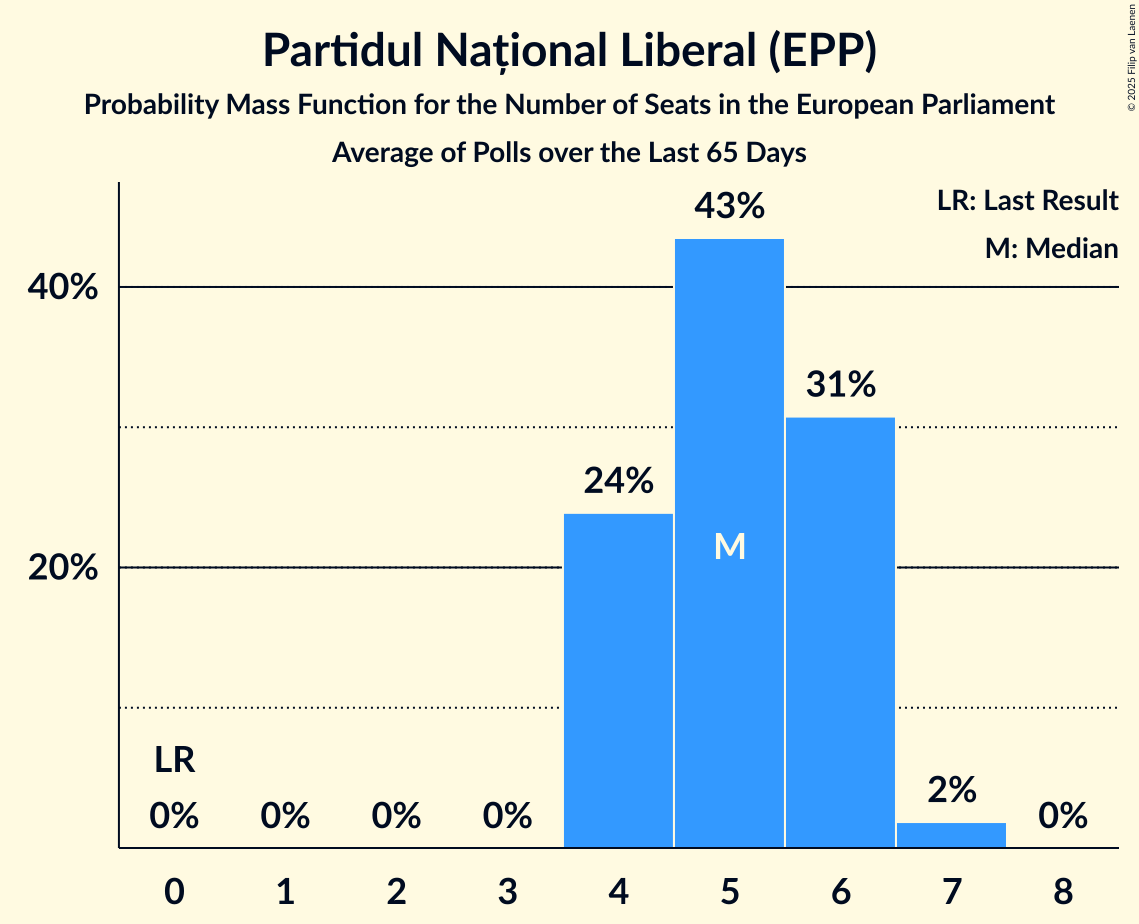 Partidul Național Liberal (EPP)
Probability Mass Function for the Number of Seats in the European Parliament
Average of Polls over the Last 65 Days
© 2025 Filip van Laenen
LR: Last Result
M: Median
43%
40%
31%
24%
M
20%
LR
0%
0%
0%
0%
2%
0%
0
1
2
3
4
5
6
7
8